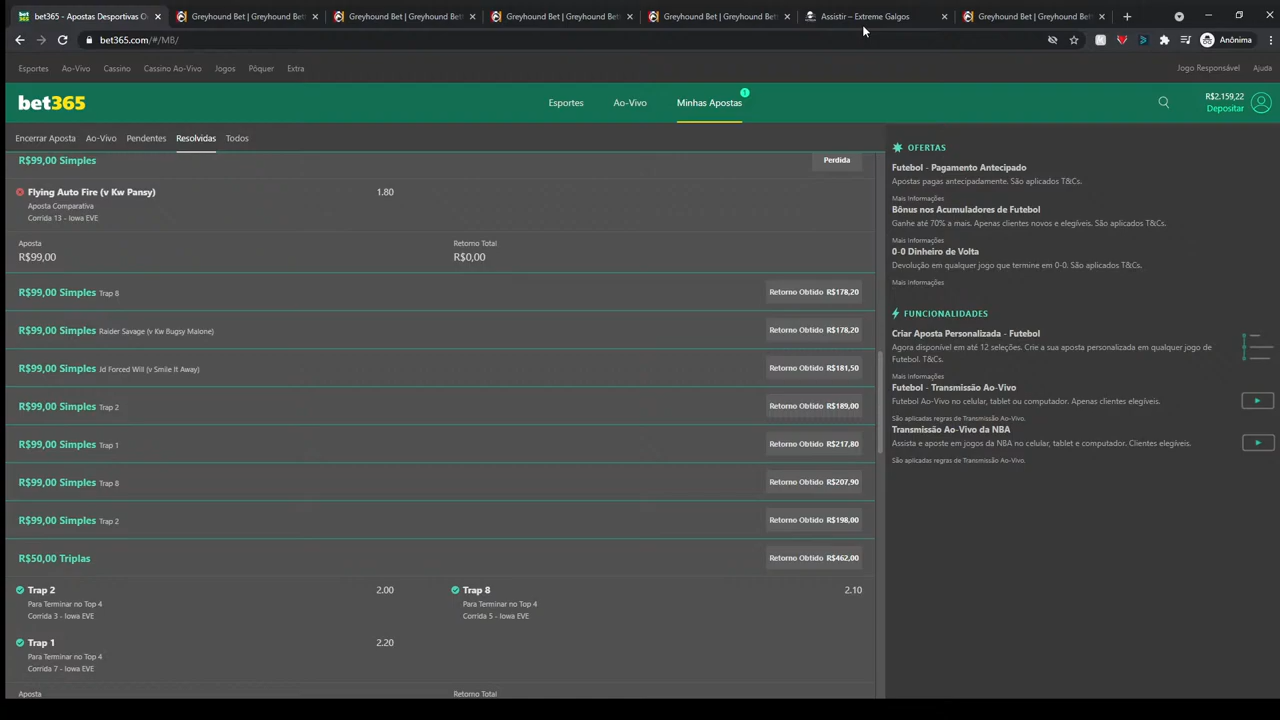 bet365 - Apostas Desportivas O
Greyhound Bet | Greyhound Bet
Greyhound Bet | Greyhound Bet
Greyhound Bet | Greyhound Bet
Greyhound Bet | Greyhound Bet
Assistir – Extreme Galgos
Greyhound Bet | Greyhound Bet
bet365.com/#/MB/
Anônima
Esportes Ao-Vivo Cassino Cassino Ao-Vivo Jogos Pôquer Extra
Jogo Responsável Ajuda
bet365
Esportes Ao-Vivo Minhas Apostas 1
R$2.159,22
Depositar
Encerrar Aposta Ao-Vivo Pendentes Resolvidas Todos
R$99,00 Simples Perdida
Flying Auto Fire (v Kw Pansy) 1.80
Aposta Comparativa
Corrida 13 - Iowa EVE
Aposta Retorno Total
R$99,00 R$0,00
R$99,00 Simples Trap 8 Retorno Obtido R$178,20
R$99,00 Simples Raider Savage (v Kw Bugsy Malone) Retorno Obtido R$178,20
R$99,00 Simples Jd Forced Will (v Smile It Away) Retorno Obtido R$181,50
R$99,00 Simples Trap 2 Retorno Obtido R$189,00
R$99,00 Simples Trap 1 Retorno Obtido R$217,80
R$99,00 Simples Trap 8 Retorno Obtido R$207,90
R$99,00 Simples Trap 2 Retorno Obtido R$198,00
R$50,00 Triplas Retorno Obtido R$462,00
Trap 2 2.00
Para Terminar no Top 4
Corrida 3 - Iowa EVE
Trap 8 2.10
Para Terminar no Top 4
Corrida 5 - Iowa EVE
Trap 1 2.20
Para Terminar no Top 4
Corrida 7 - Iowa EVE
Aposta Retorno Total
OFERTAS
Futebol - Pagamento Antecipado
Apostas pagas antecipadamente. São aplicados T&Cs.
Mais Informações
Bônus nos Acumuladores de Futebol
Ganhe até 70% a mais. Apenas clientes novos e elegíveis. São aplicados T&Cs.
Mais Informações
0-0 Dinheiro de Volta
Devolução em qualquer jogo que termine em 0-0. São aplicados T&Cs.
Mais Informações
FUNCIONALIDADES
Criar Aposta Personalizada - Futebol
Agora disponível em até 12 seleções. Crie a sua aposta personalizada em qualquer jogo de
Futebol. T&Cs.
Mais Informações
Futebol - Transmissão Ao-Vivo
Futebol Ao-Vivo no celular, tablet ou computador. Apenas clientes elegíveis.
São aplicadas regras de Transmissão Ao-Vivo.
Transmissão Ao-Vivo da NBA
Assista e aposte em jogos da NBA no celular, tablet e computador. Clientes elegíveis.
São aplicadas regras de Transmissão Ao-Vivo.